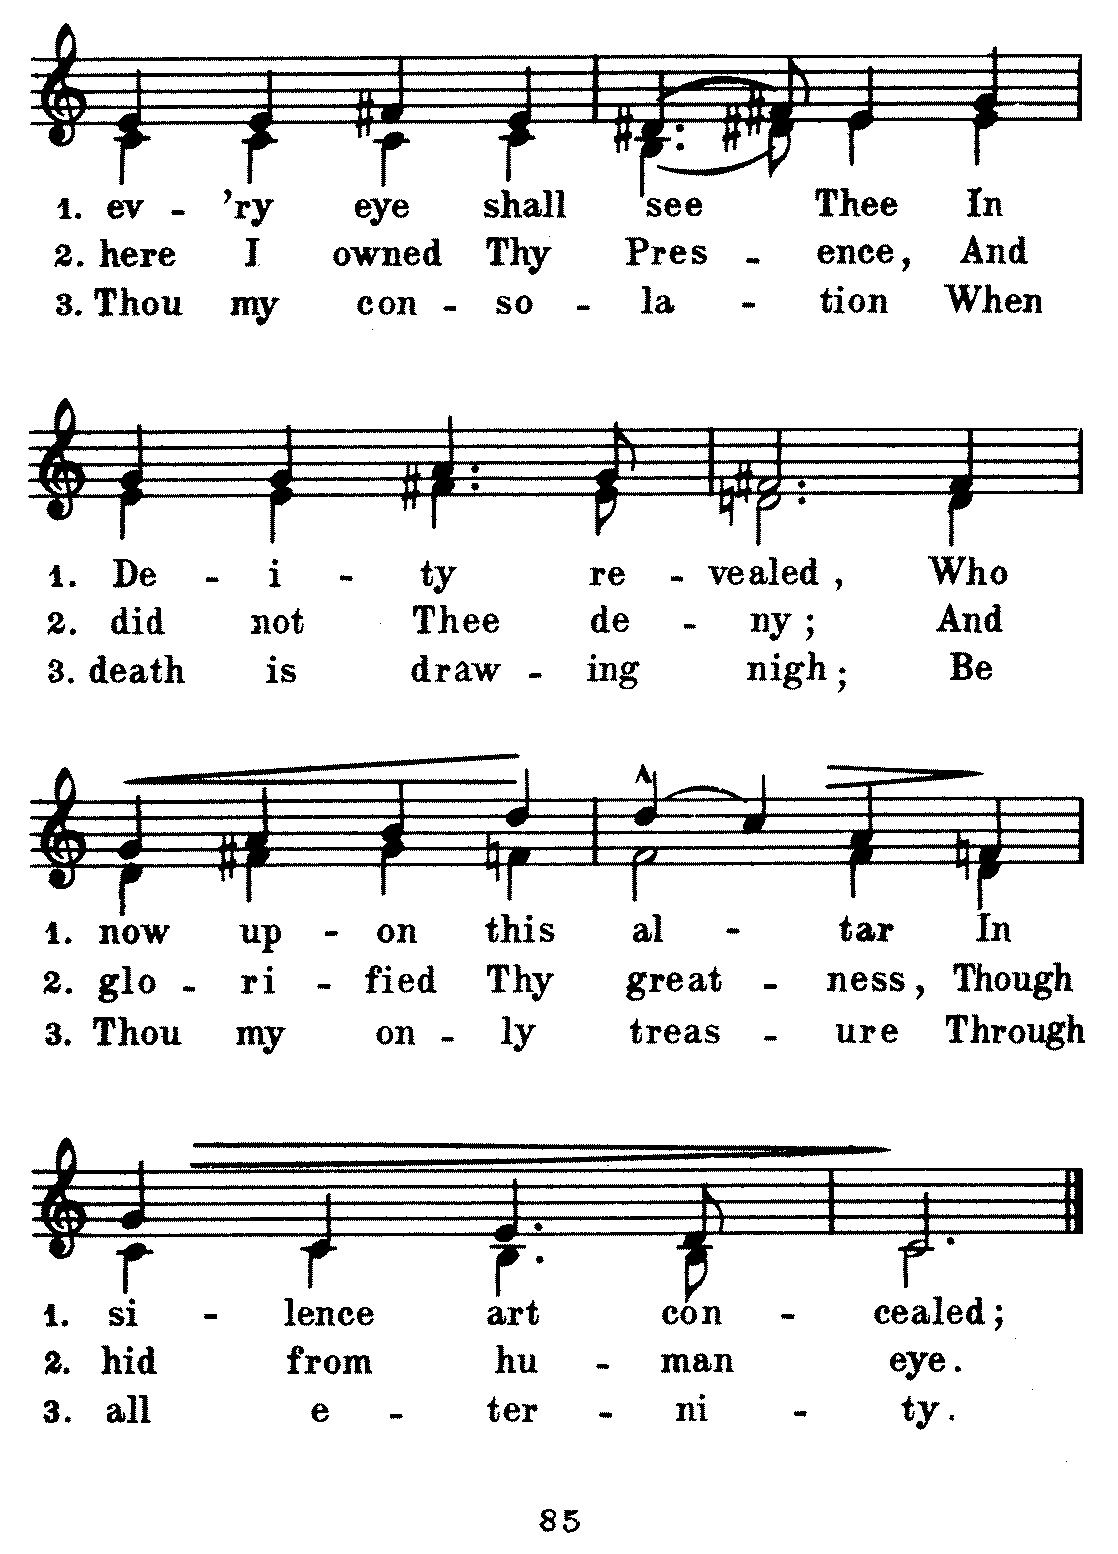 1. ev - 'ry eye shall see Thee In
2. here I owned Thy Pres - ence, And
3. Thou my con - so - la - tion When
1. De - i - ty re - vealed, Who
2. did not Thee de - ny; And
3. death is draw - ing nigh; Be
1. now up - on this al - tar In
2. glo - ri - fied Thy great - ness, Though
3. Thou my on - ly treas - ure Through
1. si - lence art con - cealed;
2. hid from hu - man eye.
3. all e - ter - ni - ty.
85